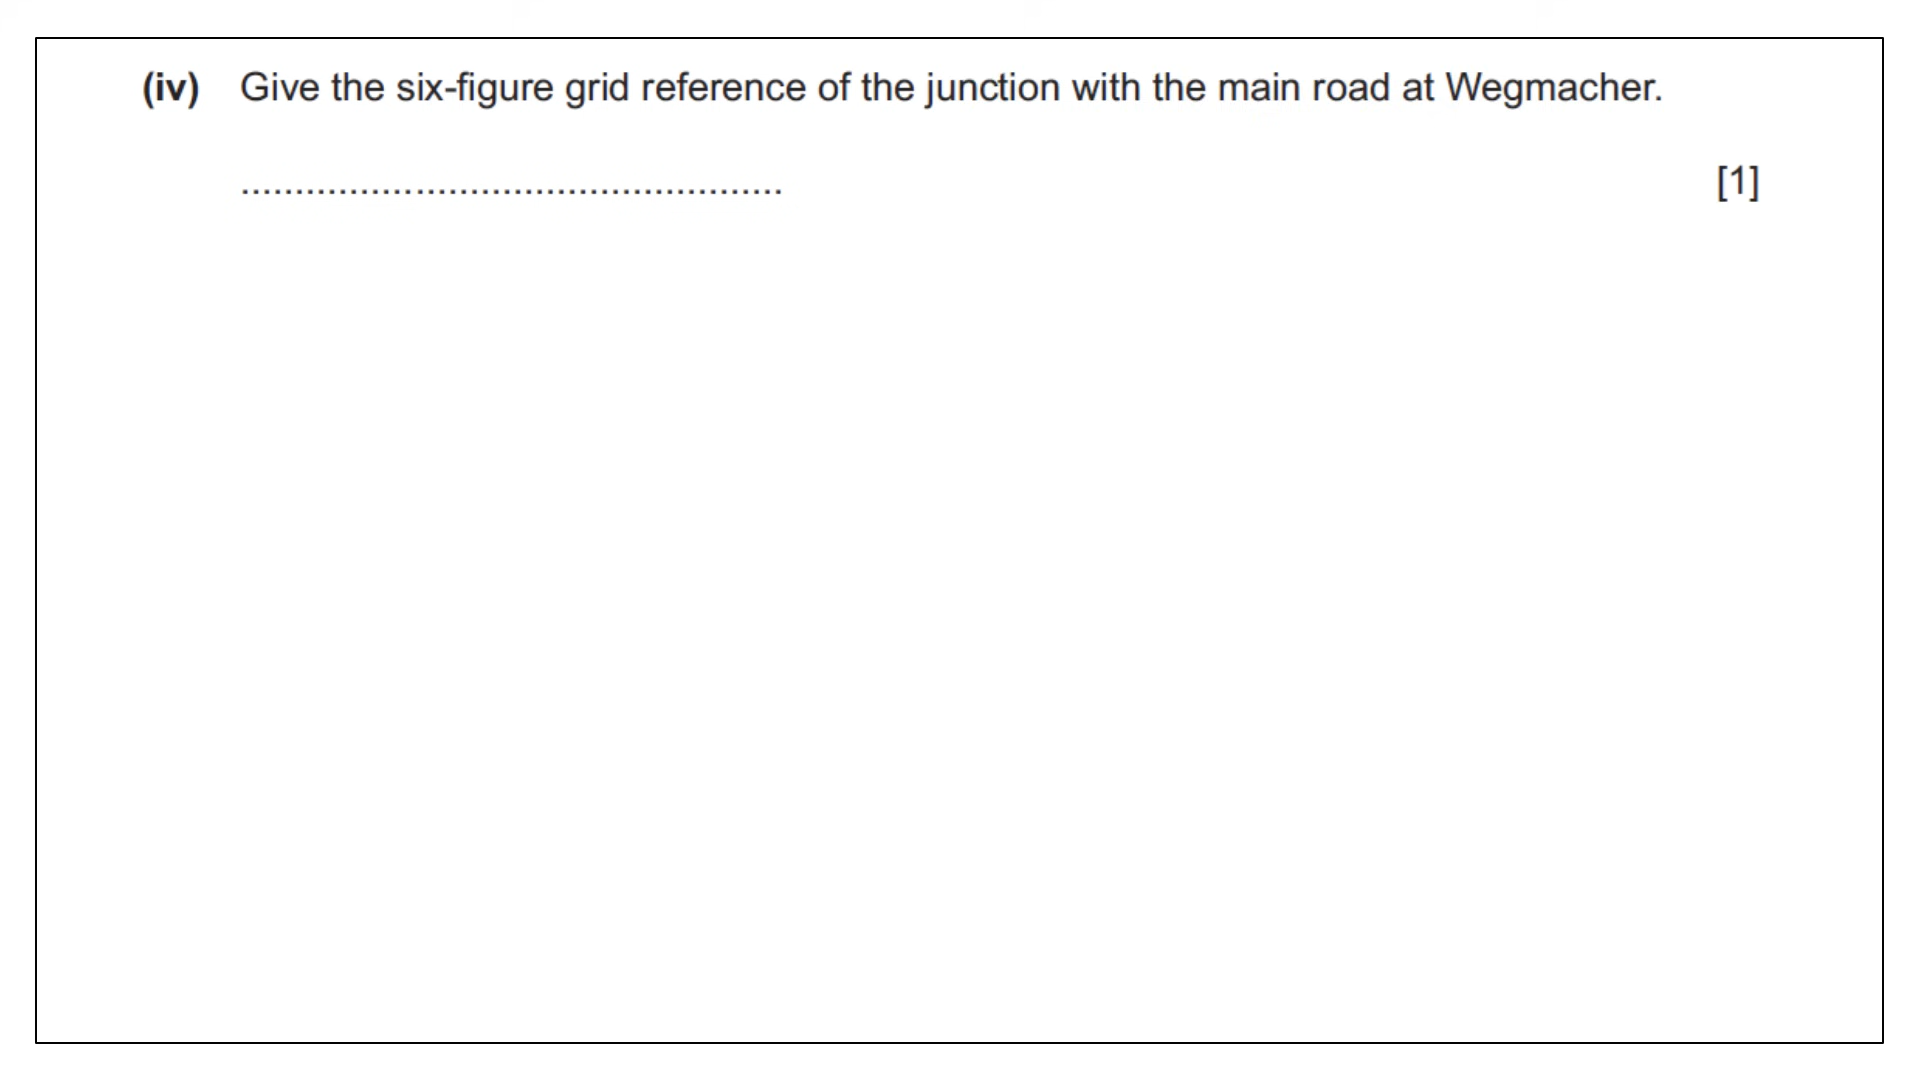 (iv) Give the six-figure grid reference of the junction with the main road at Wegmacher.
.................................................. [1]